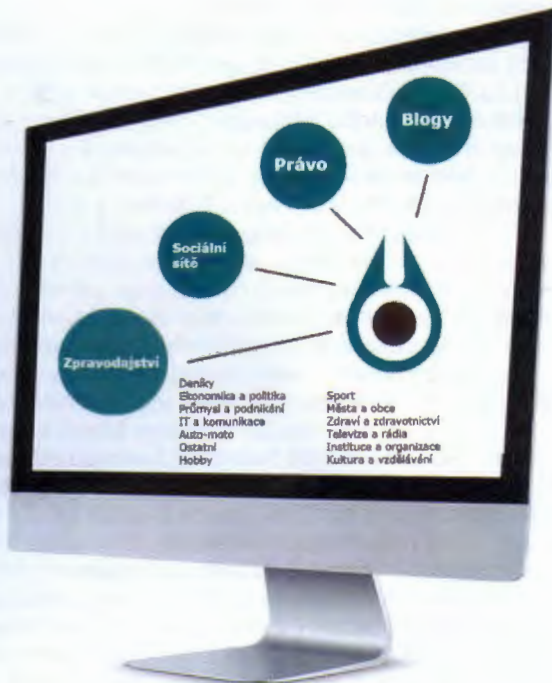 Blogy
Právo
Sociální
sítě
Zpravodajství
Deníky
Ekonomika a politika
Průmysl a podnikání
IT a komunikace
Auto-moto
Ostatní
Hobby
Sport
Města a obce
Zdraví a zdravotnictví
Televize a rádia
Instituce a organizace
Kultura a vzdělávání